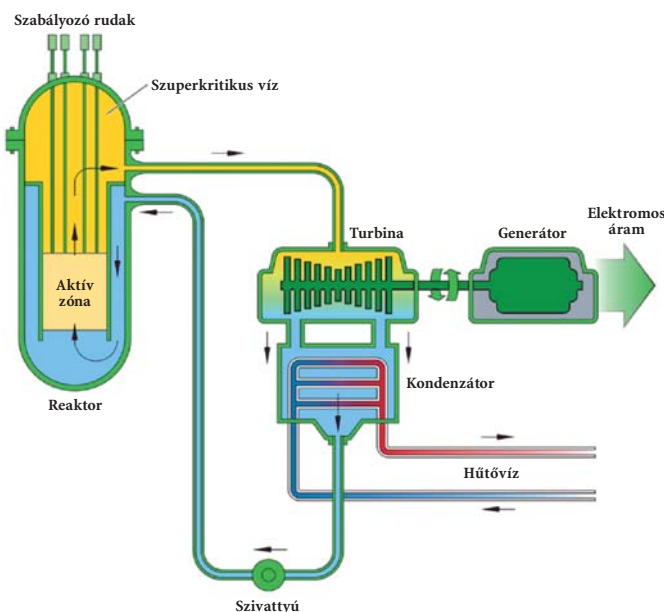 Szabályozó rudak
Szuperkritikus víz
Turbina
Generátor
Elektromos
áram
Aktív
zóna
Reaktor
Kondenzátor
Hűtővíz
Szivattyú